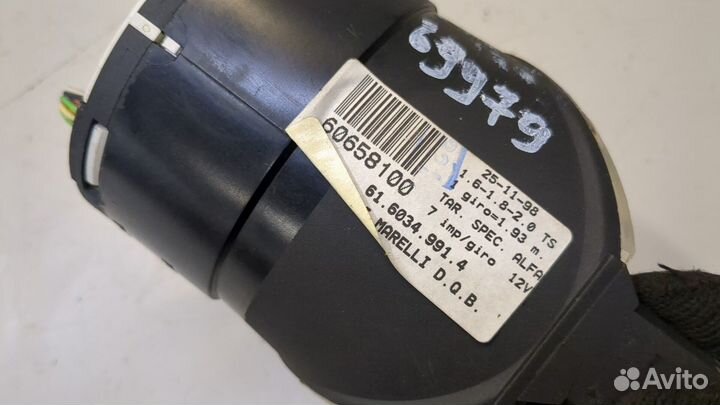 69979
25-11-98
1.6-1.8-2.0 TS
giro=1.93 m.
TAR. SPEC. ALFA
7 imp/giro 12V
60658100
61.6034.991.4
MARELLI D.Q.B.
Avito